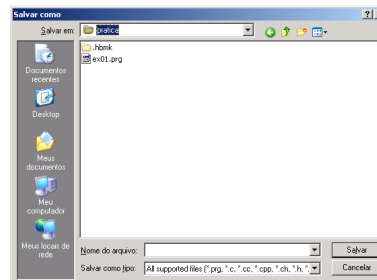 Salvar como
Salvar em:
pratica
.hbmk
ex01.prg
Documentos
recentes
Desktop
Meus
documentos
Meu
computador
Meus locais de
rede
Nome do arquivo:
Salvar
Salvar como tipo:
All supported files (*.prg, *.c, *.cc, *.cpp, *.ch, *.h, *.
Cancelar